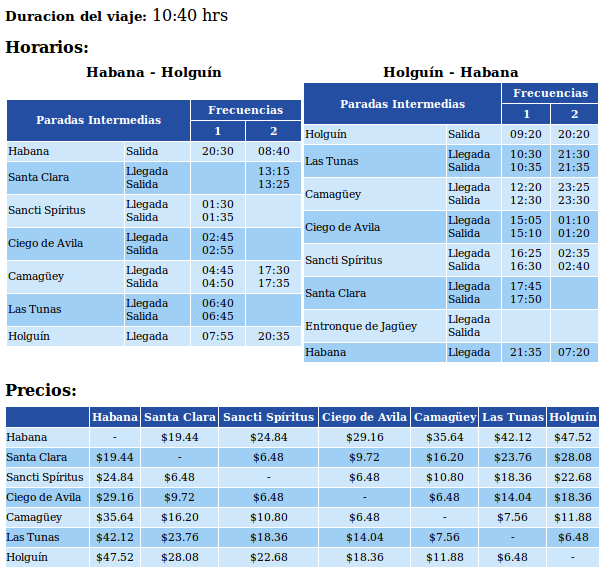 Duracion del viaje: 10:40 hrs
Horarios:
Habana - Holguín
Paradas Intermedias Frecuencias
1 2
Habana Salida 20:30 08:40
Santa Clara Llegada 13:15
Salida 13:25
Sancti Spíritus Llegada 01:30
Salida 01:35
Ciego de Avila Llegada 02:45
Salida 02:55
Camagüey Llegada 04:45 17:30
Salida 04:50 17:35
Las Tunas Llegada 06:40
Salida 06:45
Holguín Llegada 07:55 20:35
Holguín - Habana
Paradas Intermedias Frecuencias
1 2
Holguín Salida 09:20 20:20
Las Tunas Llegada 10:30 21:30
Salida 10:35 21:35
Camagüey Llegada 12:20 23:25
Salida 12:30 23:30
Ciego de Avila Llegada 15:05 01:10
Salida 15:10 01:20
Sancti Spíritus Llegada 16:25 02:35
Salida 16:30 02:40
Santa Clara Llegada 17:45
Salida 17:50
Entronque de Jagüey Llegada
Salida
Habana Llegada 21:35 07:20
Precios:
Habana Santa Clara Sancti Spíritus Ciego de Avila Camagüey Las Tunas Holguín
Habana - $19.44 $24.84 $29.16 $35.64 $42.12 $47.52
Santa Clara $19.44 - $6.48 $9.72 $16.20 $23.76 $28.08
Sancti Spíritus $24.84 $6.48 - $6.48 $10.80 $18.36 $22.68
Ciego de Avila $29.16 $9.72 $6.48 - $6.48 $14.04 $18.36
Camagüey $35.64 $16.20 $10.80 $6.48 - $7.56 $11.88
Las Tunas $42.12 $23.76 $18.36 $14.04 $7.56 - $6.48
Holguín $47.52 $28.08 $22.68 $18.36 $11.88 $6.48 -